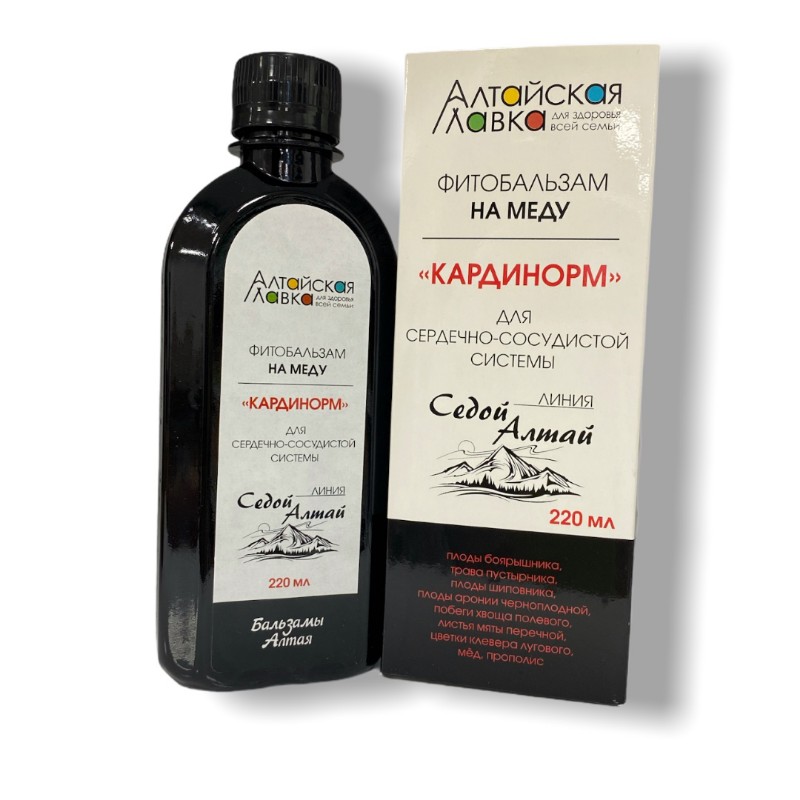 Алтайская
Лавка для здоровья
всей семьи
ФИТОБАЛЬЗАМ
НА МЕДУ
«КАРДИНОРМ»
ДЛЯ
СЕРДЕЧНО-СОСУДИСТОЙ
СИСТЕМЫ
ЛИНИЯ
Седой
Алтай
220 МЛ
Бальзамы
Алтая
Алтайская
Лавка для здоровья
всей семьи
ФИТОБАЛЬЗАМ
НА МЕДУ
«КАРДИНОРМ»
ДЛЯ
СЕРДЕЧНО-СОСУДИСТОЙ
СИСТЕМЫ
ЛИНИЯ
Седой
Алтай
220 МЛ
плоды боярышника,
трава пустырника,
плоды шиповника,
плоды аронии черноплодной,
побеги хвоща полевого,
листья мяты перечной,
цветки клевера лугового,
мёд, прополис